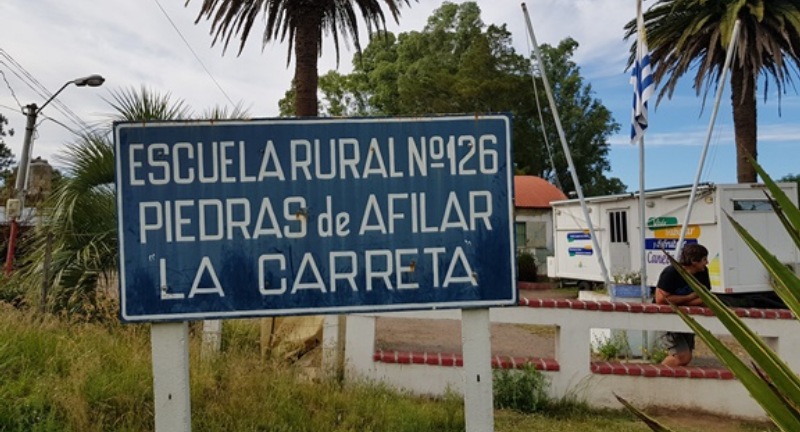 ESCUELA RURAL Nº126
PIEDRAS de AFILAR
"LA CARRETA"